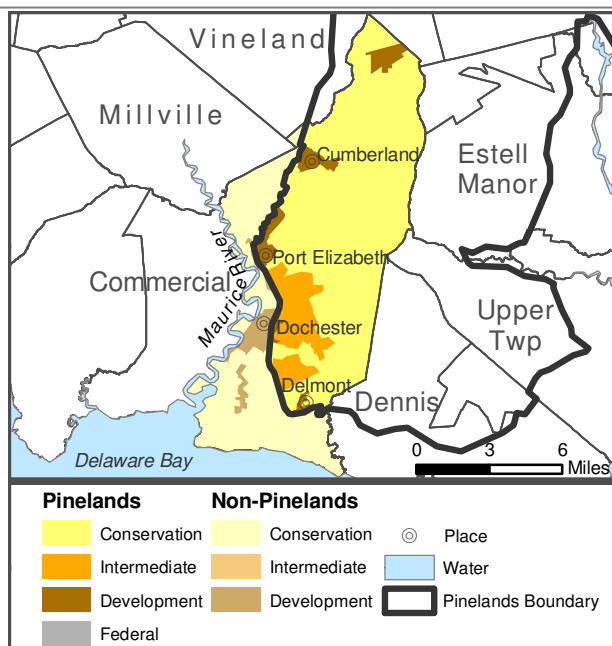 Vineland
Millville
Cumberland
Estell
Manor
Maurice River
Port Elizabeth
Commercial
Upper
Twp
Dochester
Delmont
Dennis
0 3 6
Miles
Delaware Bay
Pinelands
Non-Pinelands
Conservation
Conservation
Place
Intermediate
Intermediate
Water
Development
Development
Pinelands Boundary
Federal